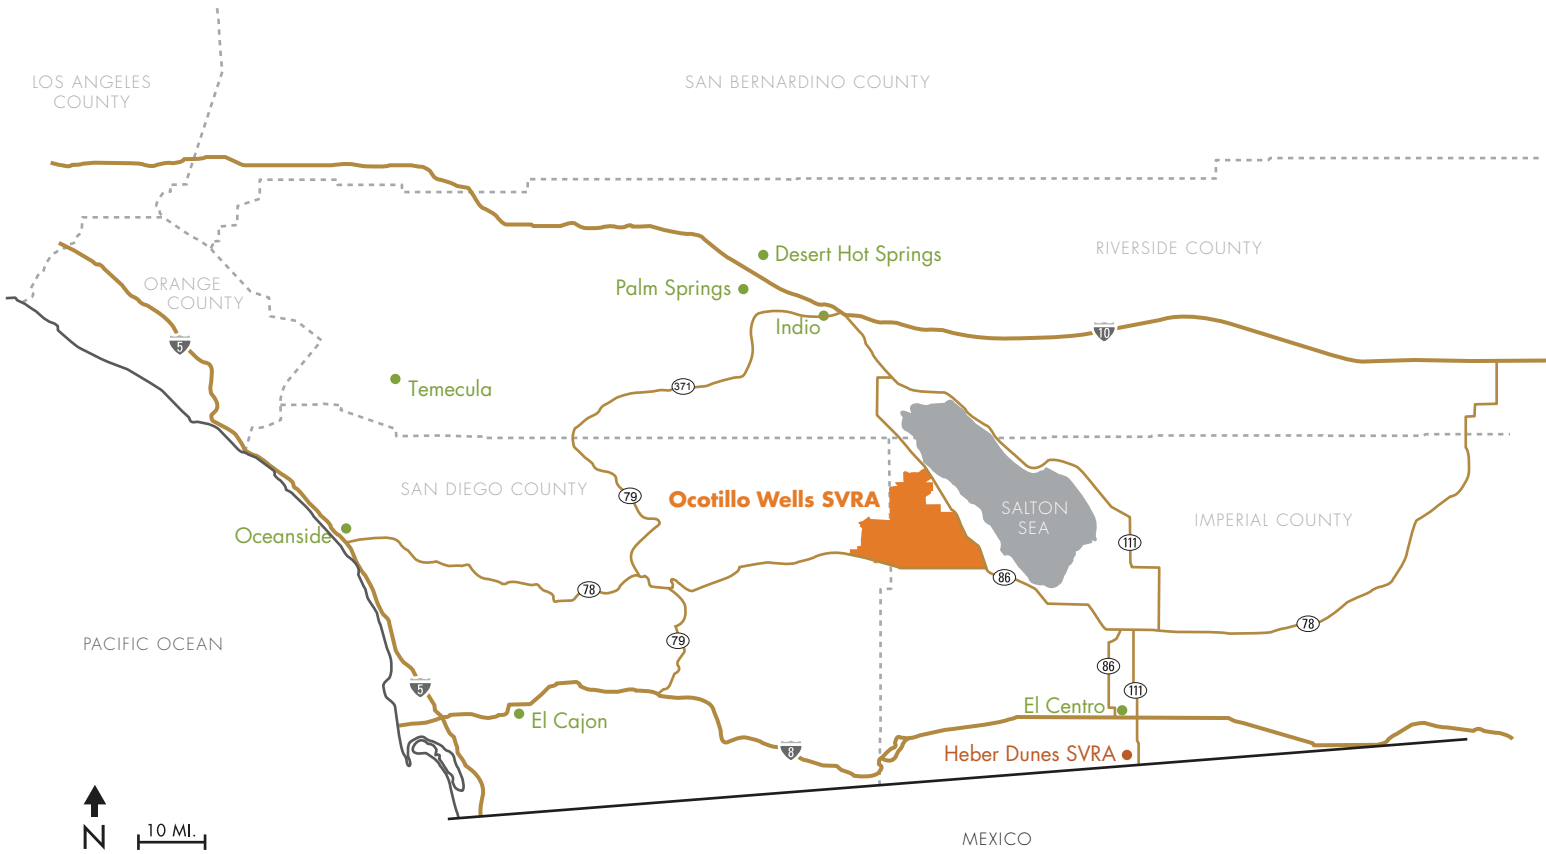 LOS ANGELES
COUNTY
SAN BERNARDINO COUNTY
RIVERSIDE COUNTY
Desert Hot Springs
Palm Springs
ORANGE
COUNTY
Indio
10
5
Temecula
371
SAN DIEGO COUNTY
79
Ocotillo Wells SVRA
SALTON
SEA
IMPERIAL COUNTY
Oceanside
111
86
78
78
79
PACIFIC OCEAN
86
5
111
El Centro
El Cajon
8
Heber Dunes SVRA
N
10 MI.
MEXICO